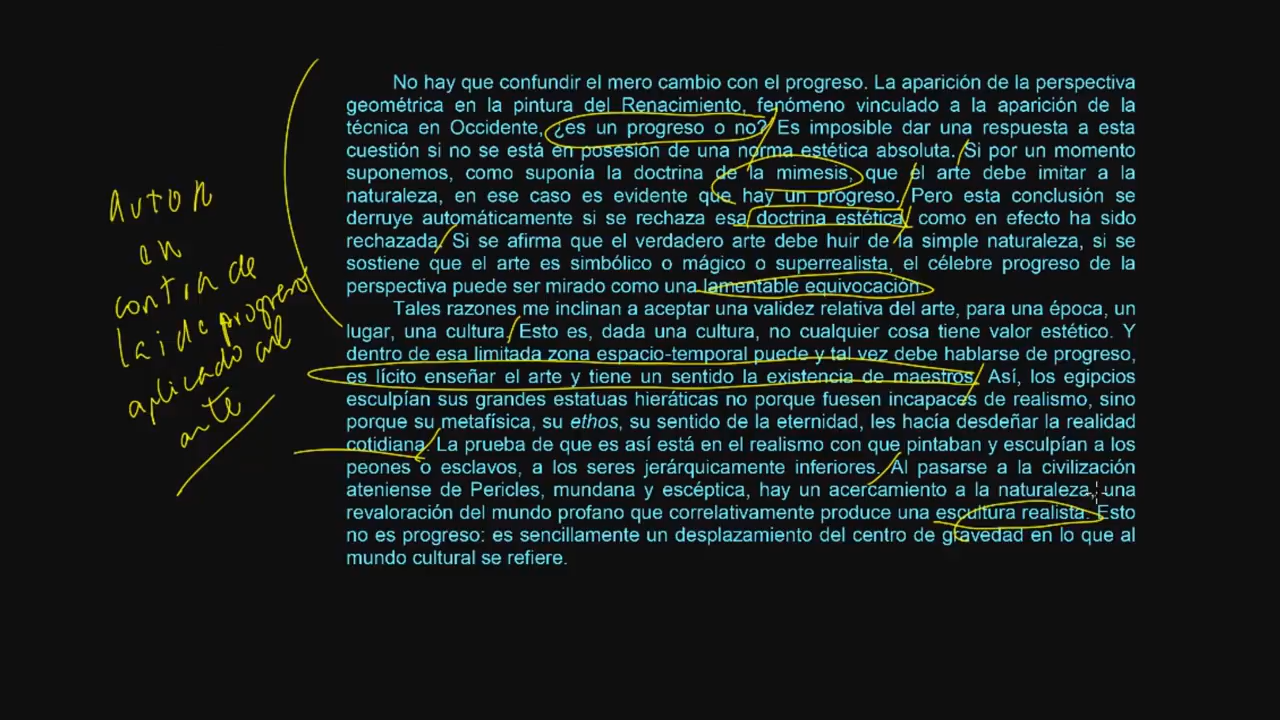 No hay que confundir el mero cambio con el progreso. La aparición de la perspectiva
geométrica en la pintura del Renacimiento, fenómeno vinculado a la aparición de la
técnica en Occidente, ¿es un progreso o no? Es imposible dar una respuesta a esta
cuestión si no se está en posesión de una norma estética absoluta. Si por un momento
suponemos, como suponía la doctrina de la mimesis, que el arte debe imitar a la
naturaleza, en ese caso es evidente que hay un progreso. Pero esta conclusión se
derruye automáticamente si se rechaza esa doctrina estética, como en efecto ha sido
rechazada. Si se afirma que el verdadero arte debe huir de la simple naturaleza, si se
sostiene que el arte es simbólico o mágico o superrealista, el célebre progreso de la
perspectiva puede ser mirado como una lamentable equivocación.
Tales razones me inclinan a aceptar una validez relativa del arte, para una época, un
lugar, una cultura. Esto es, dada una cultura, no cualquier cosa tiene valor estético. Y
dentro de esa limitada zona espacio-temporal puede y tal vez debe hablarse de progreso,
es lícito enseñar el arte y tiene un sentido la existencia de maestros. Así, los egipcios
esculpían sus grandes estatuas hieráticas no porque fuesen incapaces de realismo, sino
porque su metafísica, su ethos, su sentido de la eternidad, les hacía desdeñar la realidad
cotidiana. La prueba de que es así está en el realismo con que pintaban y esculpían a los
peones o esclavos, a los seres jerárquicamente inferiores. Al pasarse a la civilización
ateniense de Pericles, mundana y escéptica, hay un acercamiento a la naturaleza, una
revaloración del mundo profano que correlativamente produce una escultura realista. Esto
no es progreso: es sencillamente un desplazamiento del centro de gravedad en lo que al
mundo cultural se refiere.
Autor
en
contra de
la ide progreso
aplicado al
arte